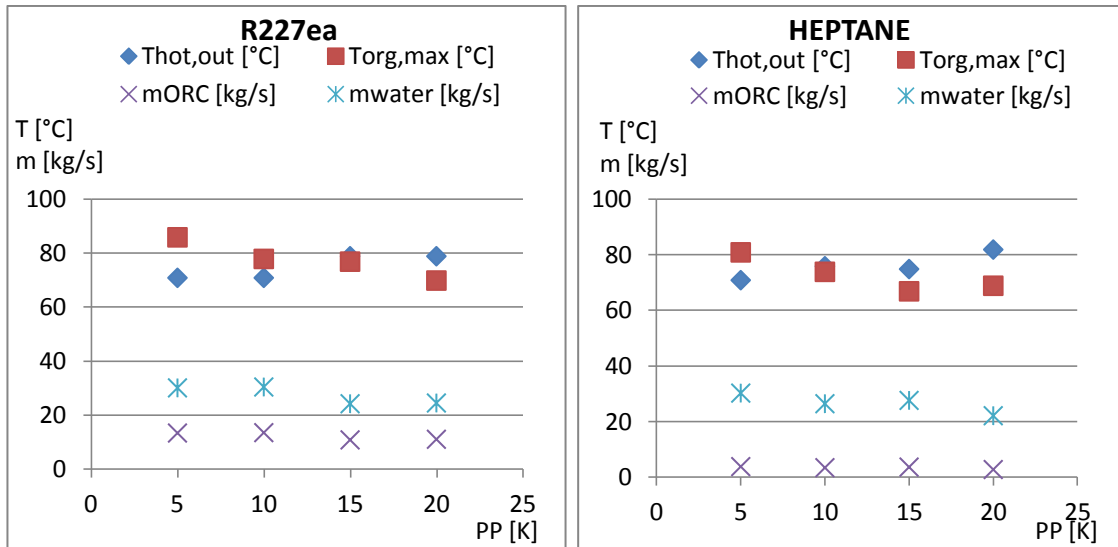 R227ea
Thot,out [°C] Torg,max [°C]
mORC [kg/s] mwater [kg/s]
T [°C]
m [kg/s]
100
80
60
40
20
0
0 5 10 15 20 25
PP [K]
HEPTANE
Thot,out [°C] Torg,max [°C]
mORC [kg/s] mwater [kg/s]
T [°C]
m [kg/s]
100
80
60
40
20
0
0 5 10 15 20 25
PP [K]